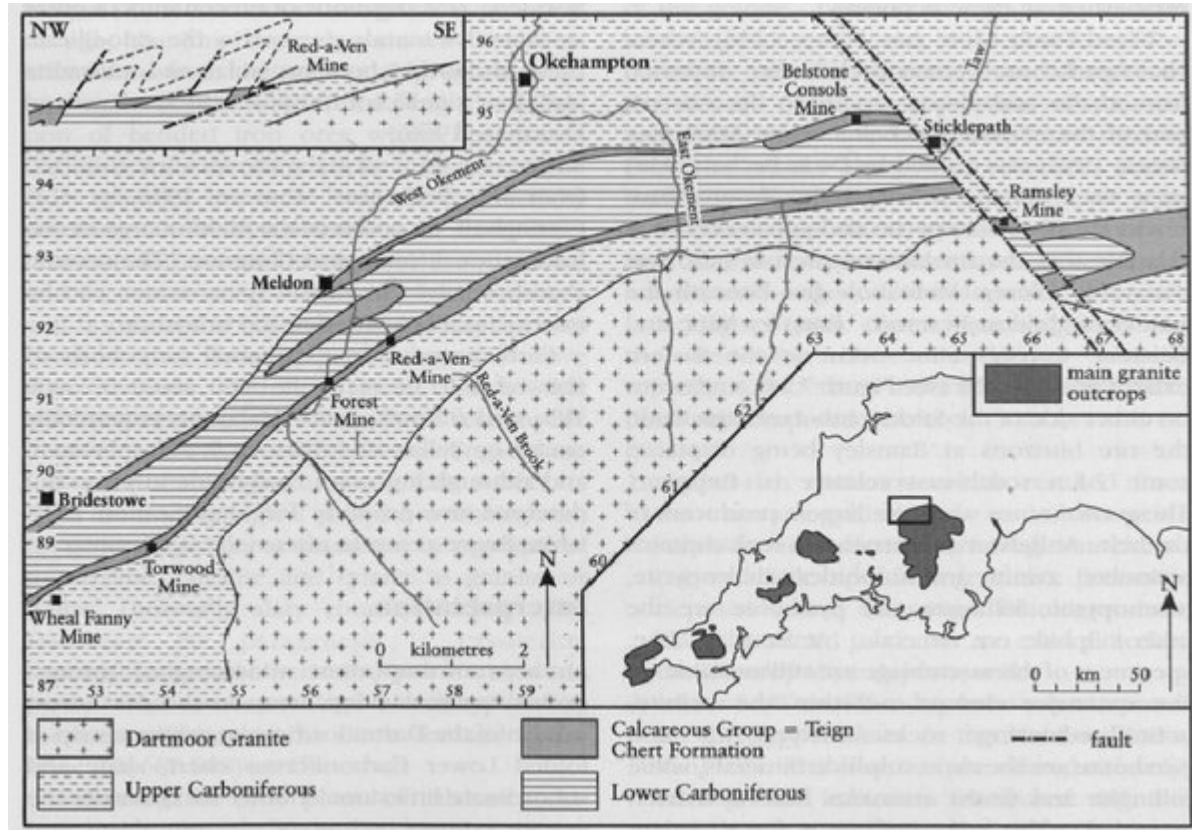 NW
SE
Red-a-Ven
Mine
Okehampton
Belstone
Consols
Mine
Taw
Sticklepath
Ramsley
Mine
West Okement
East Okement
Meldon
Red-a-Ven
Mine
Forest
Mine
Red-a-Ven Brook
Bridestowe
Torwood
Mine
Wheal Fanny
Mine
96
95
94
93
92
91
90
89
87
53
54
55
56
57
58
59
60
61
62
63
64
65
66
67
68
N
0 kilometres 2
main granite
outcrops
N
0 km 50
Dartmoor Granite
Upper Carboniferous
Calcareous Group = Teign
Chert Formation
Lower Carboniferous
fault